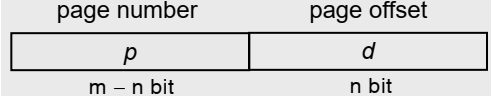 page number page offset
p d
m – n bit n bit